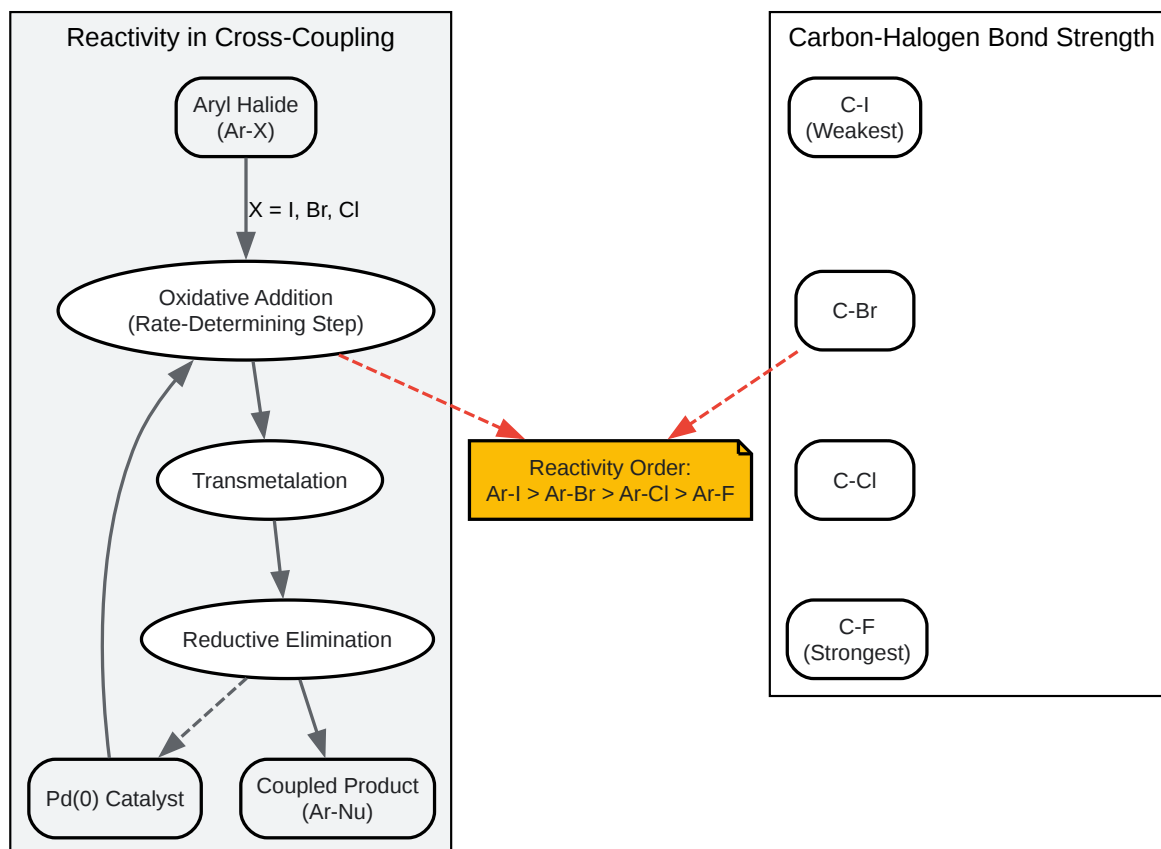 Reactivity in Cross-Coupling
Aryl Halide
(Ar-X)
X = I, Br, Cl
Oxidative Addition
(Rate-Determining Step)
Transmetalation
Reductive Elimination
Pd(0) Catalyst
Coupled Product
(Ar-Nu)
Reactivity Order:
Ar-I > Ar-Br > Ar-Cl > Ar-F
Carbon-Halogen Bond Strength
C-I
(Weakest)
C-Br
C-Cl
C-F
(Strongest)